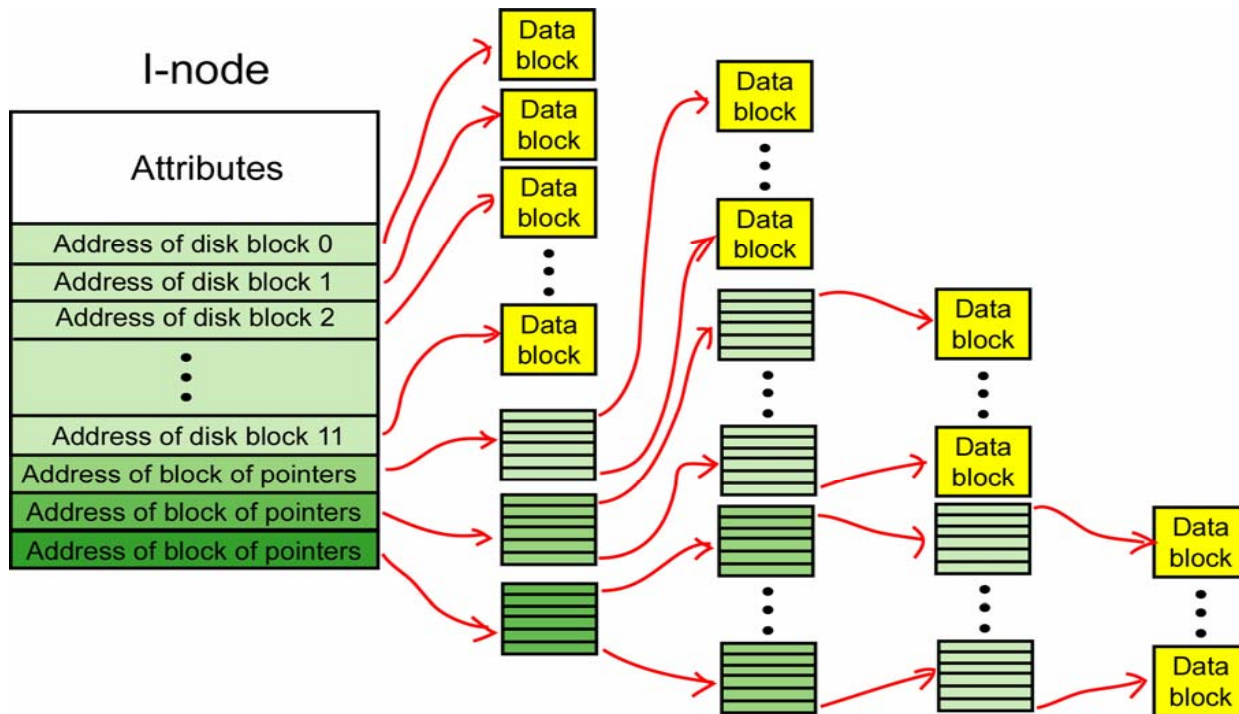 I-node
Attributes
Address of disk block 0
Address of disk block 1
Address of disk block 2
Address of disk block 11
Address of block of pointers
Address of block of pointers
Address of block of pointers
Data
block
Data
block
Data
block
Data
block
Data
block
Data
block
Data
block
Data
block
Data
block
Data
block